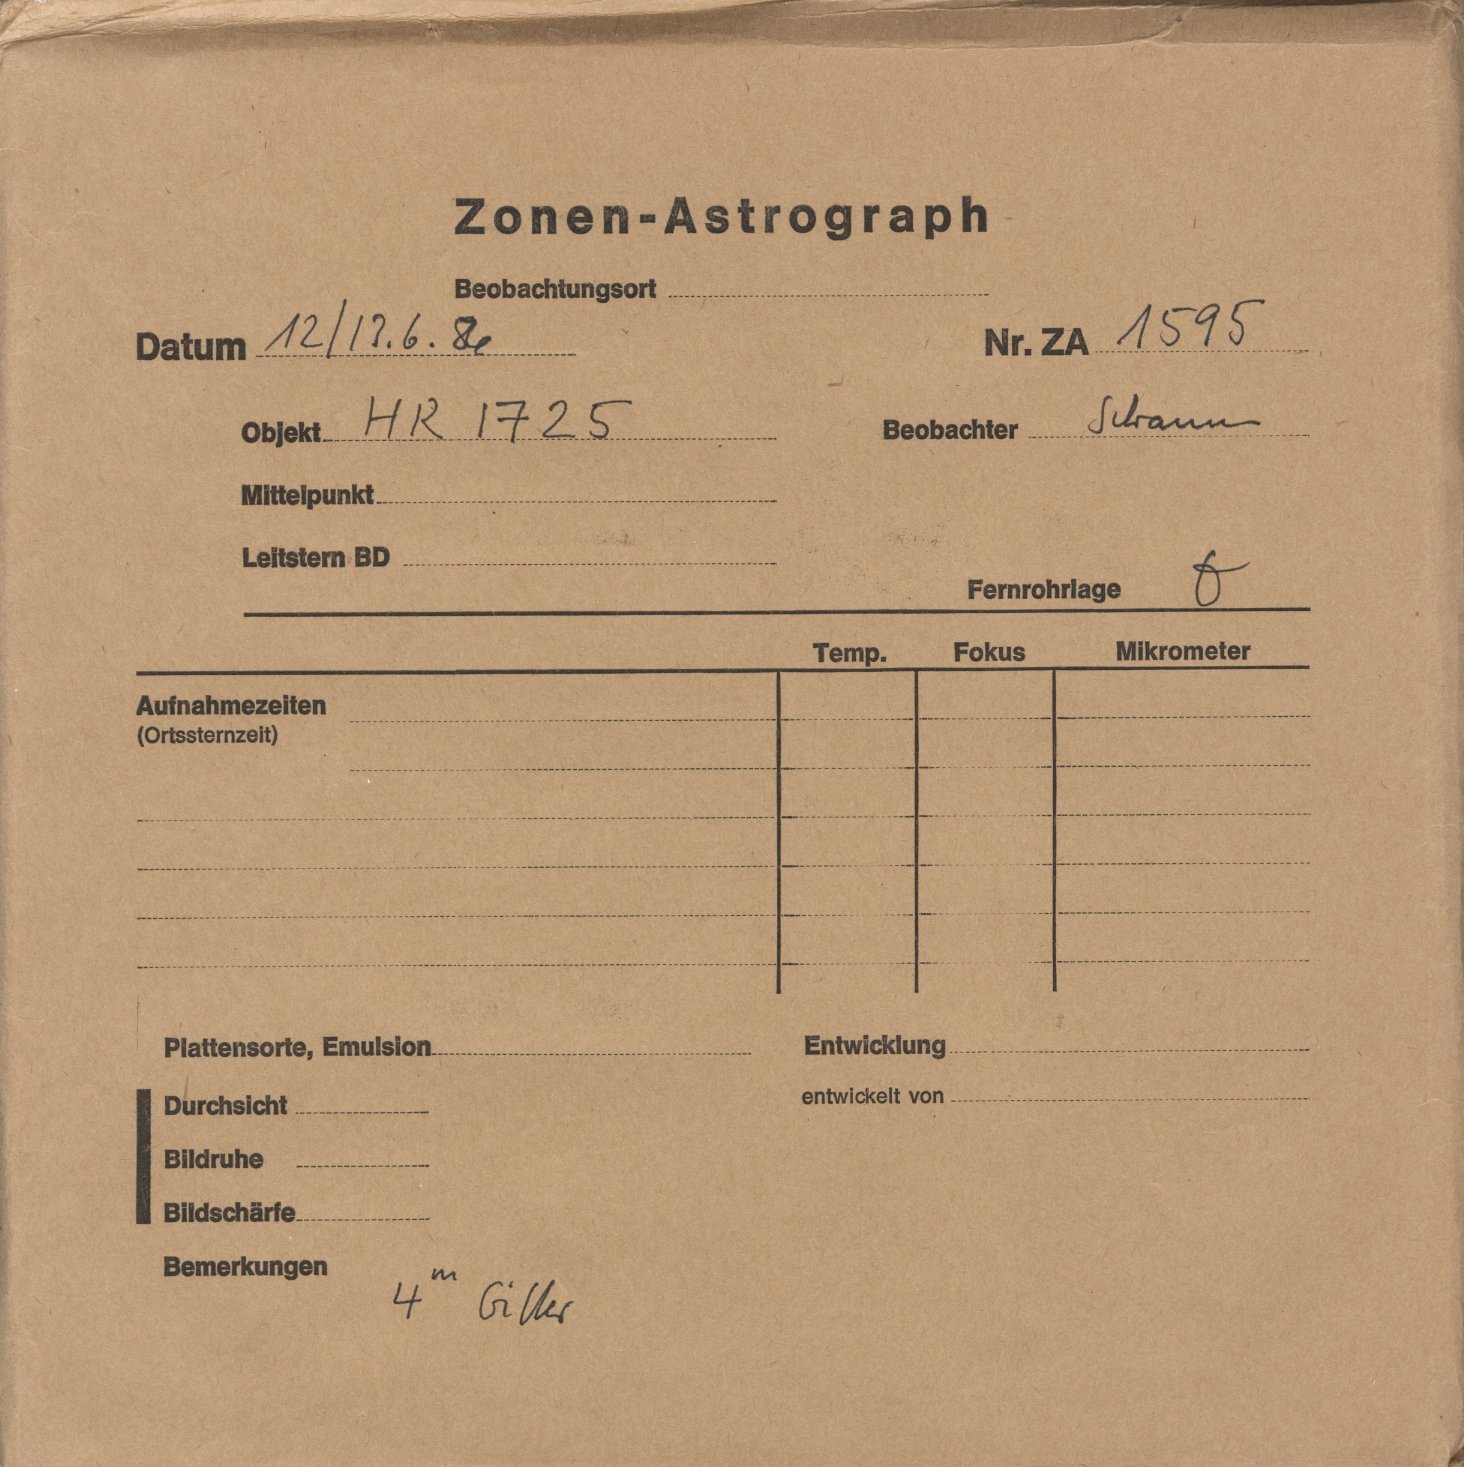 Zonen-Astrograph
Beobachtungsort
Datum 12/13.6.
Nr. ZA 1595
Objekt HR 1725
Beobachter
Mittelpunkt
Leitstern BD
Fernrohrlage
Temp. Fokus Mikrometer
Aufnahmezeiten
(Ortssternzeit)
Plattensorte, Emulsion
Entwicklung
Durchsicht
entwickelt von
Bildruhe
Bildschärfe
Bemerkungen
4m Gitter